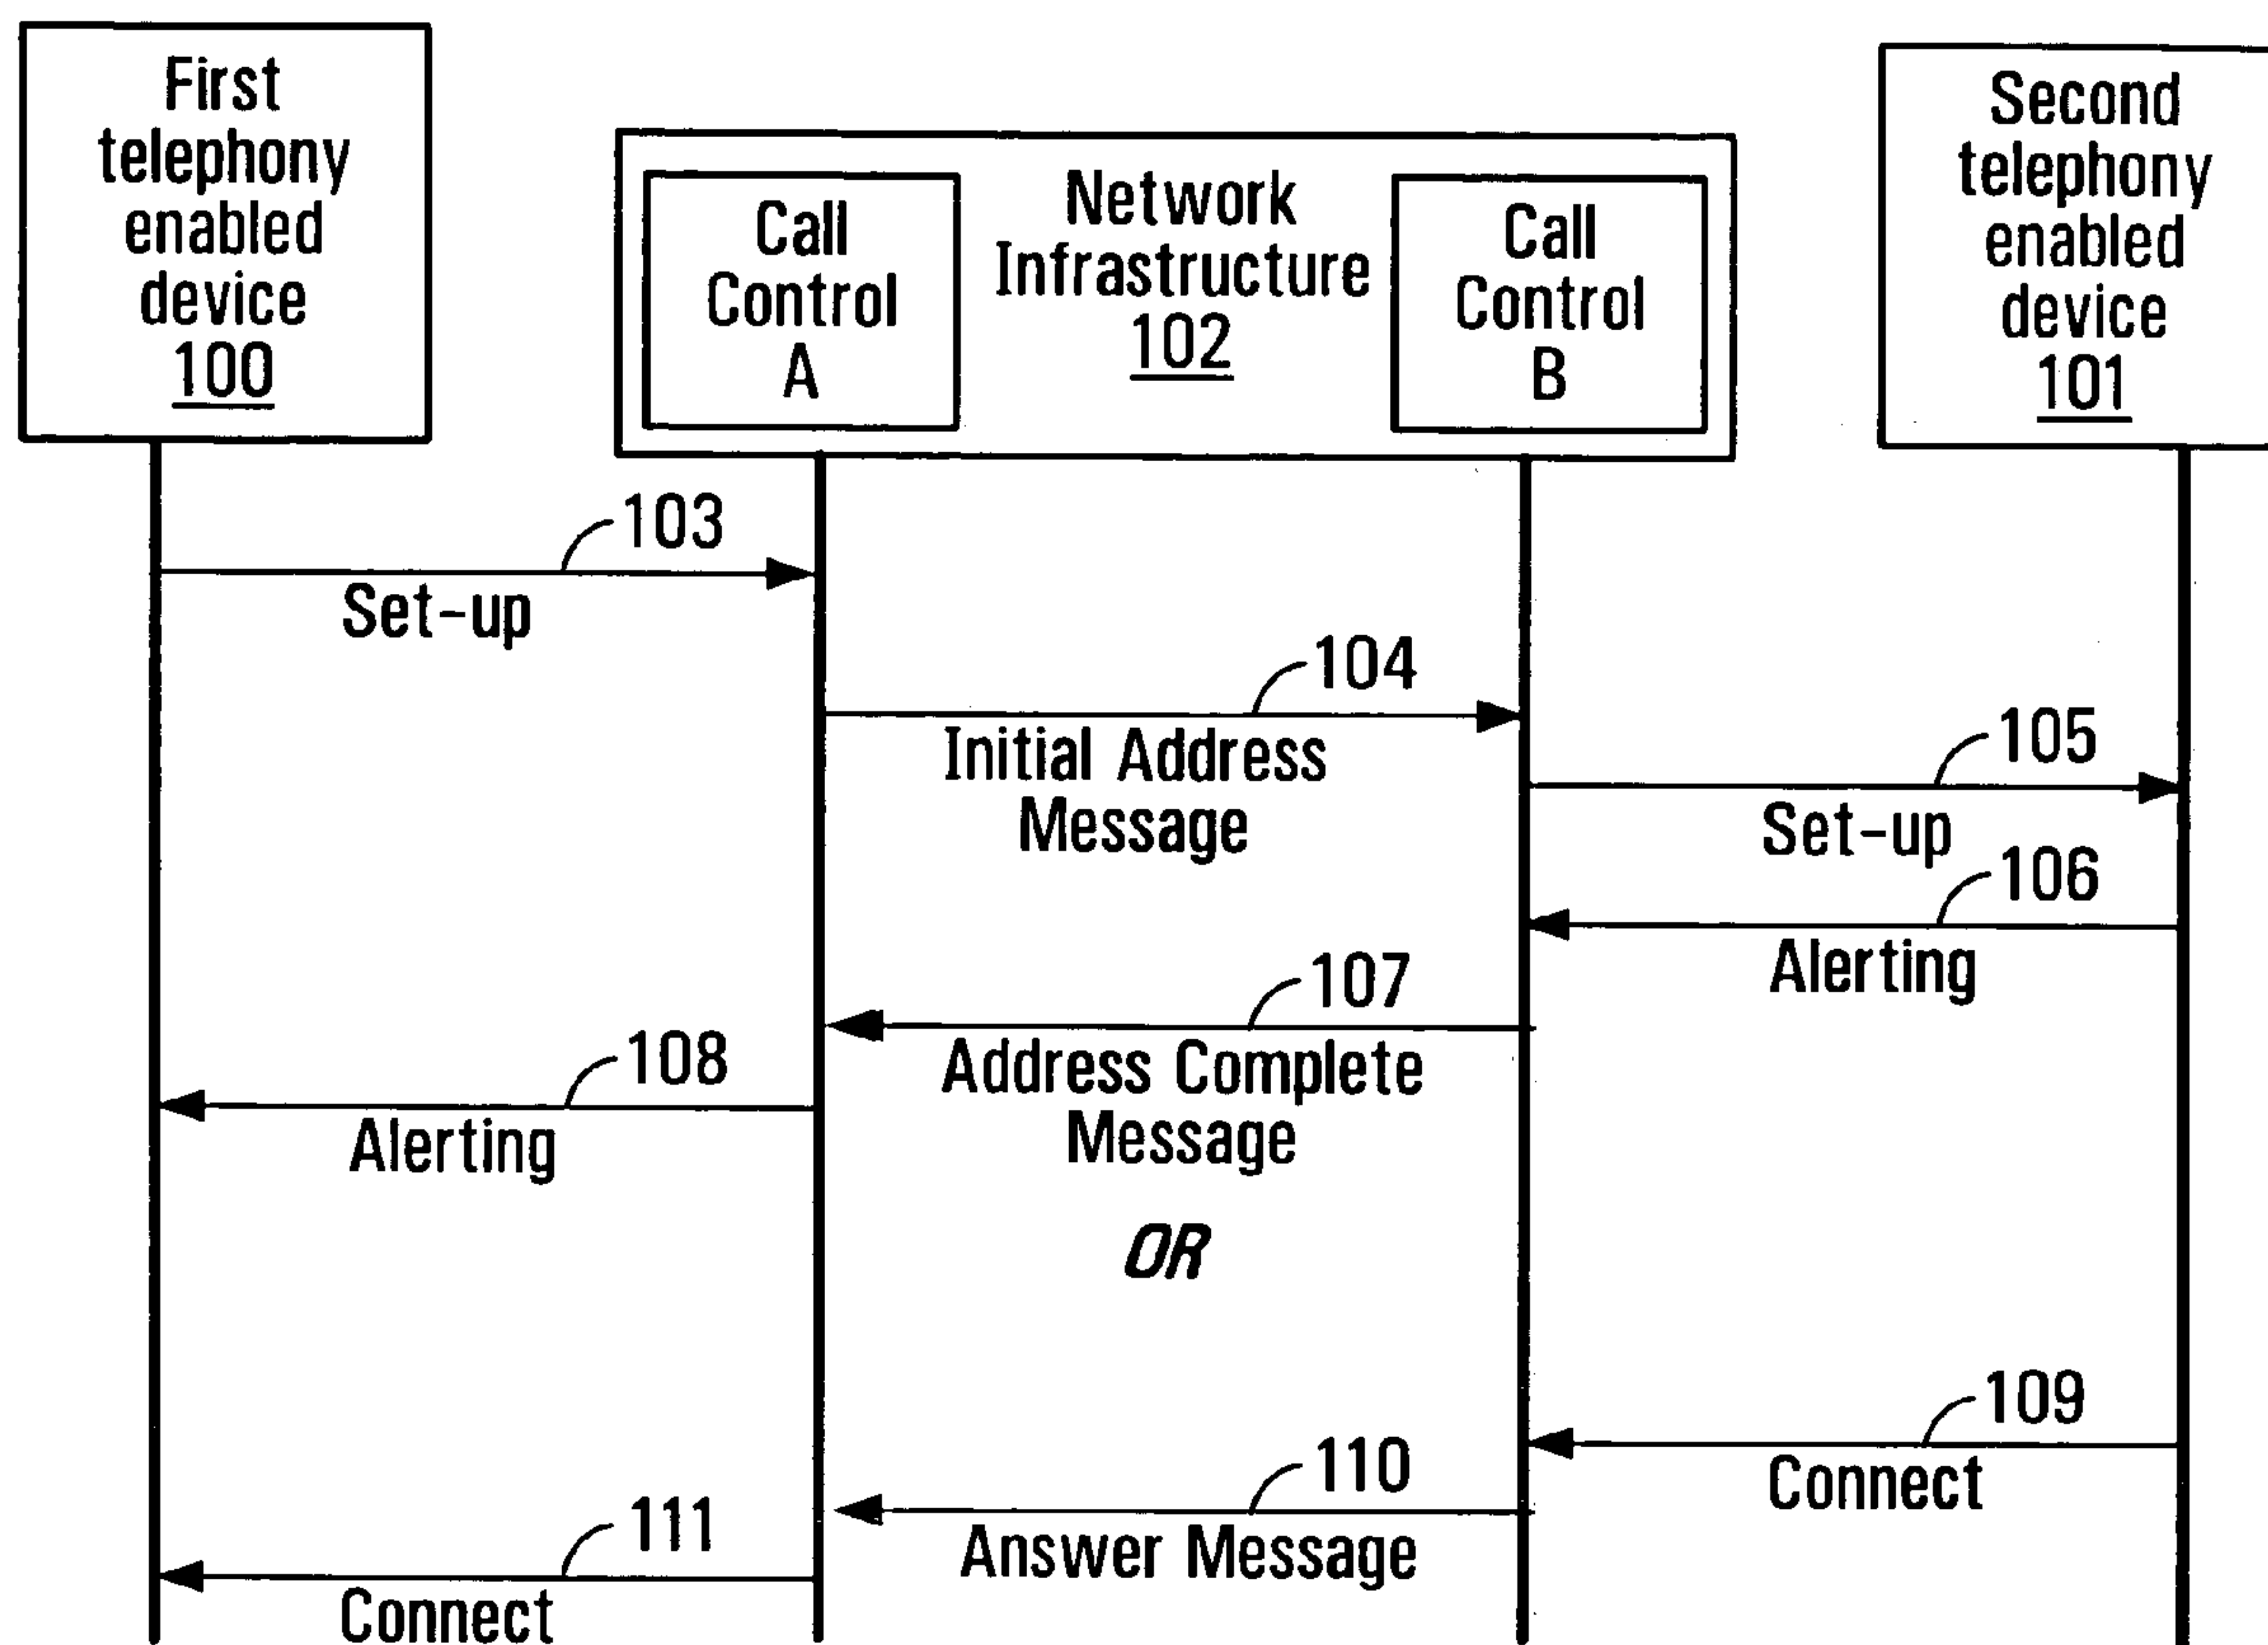 First
telephony
enabled
device
100
Call
Control
A
Network
Infrastructure
102
Call
Control
B
Second
telephony
enabled
device
101
103
Set-up
104
Initial Address
Message
105
Set-up
106
Alerting
107
Address Complete
Message
108
Alerting
OR
109
Connect
110
Answer Message
111
Connect